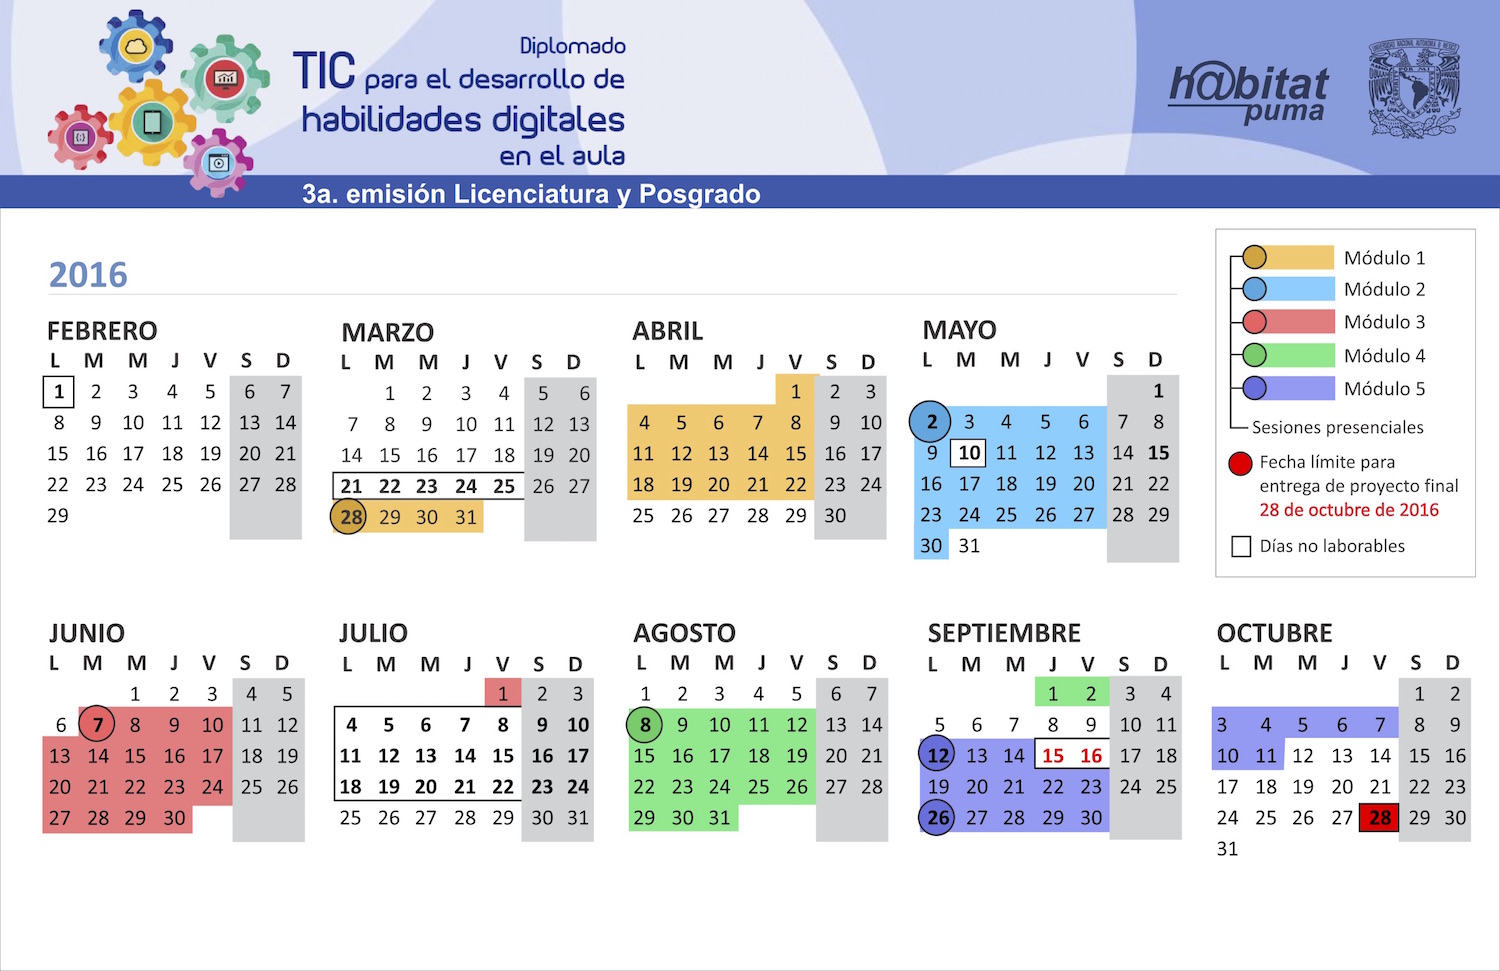 Diplomado
TIC para el desarrollo de
habilidades digitales
en el aula
h@bitat
puma
3a. emisión Licenciatura y Posgrado
2016
FEBRERO
L M M J V S D
1 2 3 4 5 6 7
8 9 10 11 12 13 14
15 16 17 18 19 20 21
22 23 24 25 26 27 28
29
MARZO
L M M J V S D
1 2 3 4 5 6
7 8 9 10 11 12 13
14 15 16 17 18 19 20
21 22 23 24 25 26 27
28 29 30 31
ABRIL
L M M J V S D
1 2 3
4 5 6 7 8 9 10
11 12 13 14 15 16 17
18 19 20 21 22 23 24
25 26 27 28 29 30
MAYO
L M M J V S D
1
2 3 4 5 6 7 8
9 10 11 12 13 14 15
16 17 18 19 20 21 22
23 24 25 26 27 28 29
30 31
Módulo 1
Módulo 2
Módulo 3
Módulo 4
Módulo 5
Sesiones presenciales
Fecha límite para
entrega de proyecto final
28 de octubre de 2016
Días no laborables
JUNIO
L M M J V S D
1 2 3 4 5
6 7 8 9 10 11 12
13 14 15 16 17 18 19
20 21 22 23 24 25 26
27 28 29 30
JULIO
L M M J V S D
1 2 3
4 5 6 7 8 9 10
11 12 13 14 15 16 17
18 19 20 21 22 23 24
25 26 27 28 29 30 31
AGOSTO
L M M J V S D
1 2 3 4 5 6 7
8 9 10 11 12 13 14
15 16 17 18 19 20 21
22 23 24 25 26 27 28
29 30 31
SEPTIEMBRE
L M M J V S D
1 2 3 4
5 6 7 8 9 10 11
12 13 14 15 16 17 18
19 20 21 22 23 24 25
26 27 28 29 30
OCTUBRE
L M M J V S D
1 2
3 4 5 6 7 8 9
10 11 12 13 14 15 16
17 18 19 20 21 22 23
24 25 26 27 28 29 30
31